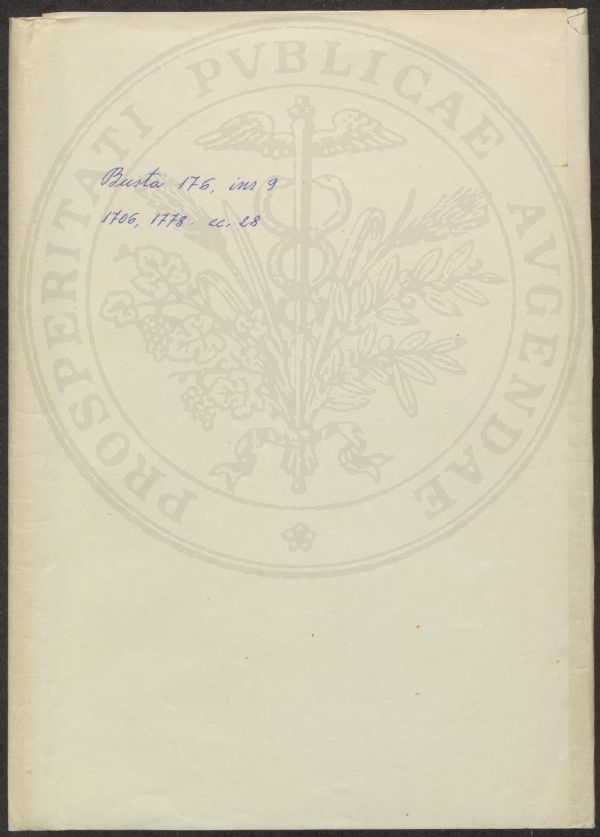 Busta 176, ins 9
1706, 1778. cc. 28
PROSPERITATI PVBLICAE AVGENDAE